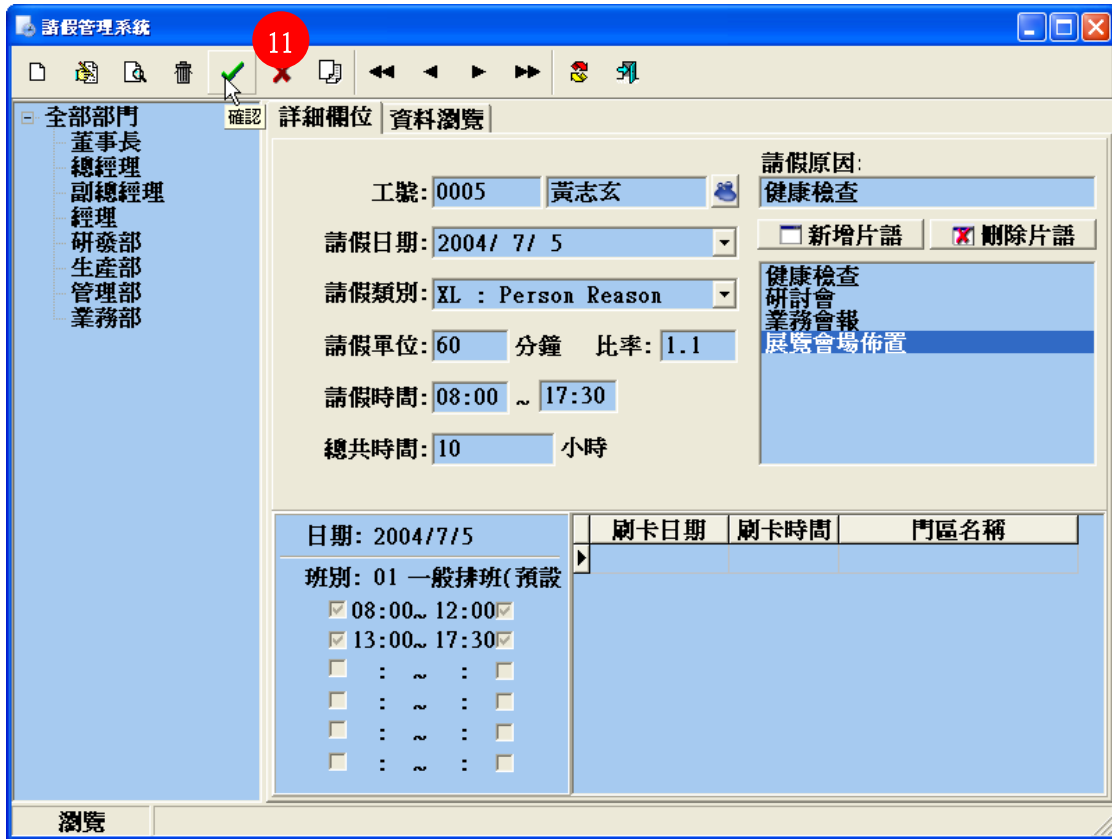 請假管理系統
11
確認
全部部門
董事長
總經理
副總經理
經理
研發部
生產部
管理部
業務部
詳細欄位 資料瀏覽
工號: 0005 黃志玄
請假日期: 2004/ 7/ 5
請假類別: XL : Person Reason
請假單位: 60 分鐘 比率: 1.1
請假時間: 08:00 ~ 17:30
總共時間: 10 小時
請假原因:
健康檢查
新增片語 刪除片語
健康檢查
研討會
業務會報
展覽會場佈置
日期: 2004/7/5
班別: 01 一般排班(預設
08:00~ 12:00
13:00~ 17:30
: ~ :
: ~ :
: ~ :
: ~ :
刷卡日期 刷卡時間 門區名稱
瀏覽